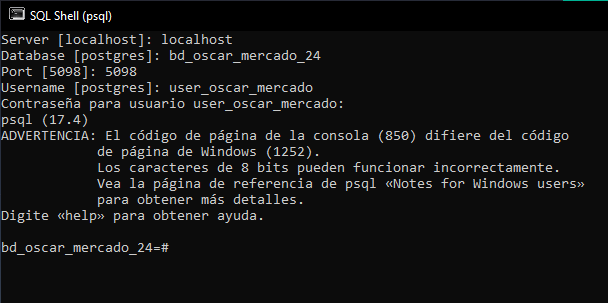 SQL Shell (psql)
Server [localhost]: localhost
Database [postgres]: bd_oscar_mercado_24
Port [5098]: 5098
Username [postgres]: user_oscar_mercado
Contraseña para usuario user_oscar_mercado:
psql (17.4)
ADVERTENCIA: El código de página de la consola (850) difiere del código
de página de Windows (1252).
Los caracteres de 8 bits pueden funcionar incorrectamente.
Vea la página de referencia de psql «Notes for Windows users»
para obtener más detalles.
Digite «help» para obtener ayuda.
bd_oscar_mercado_24=#